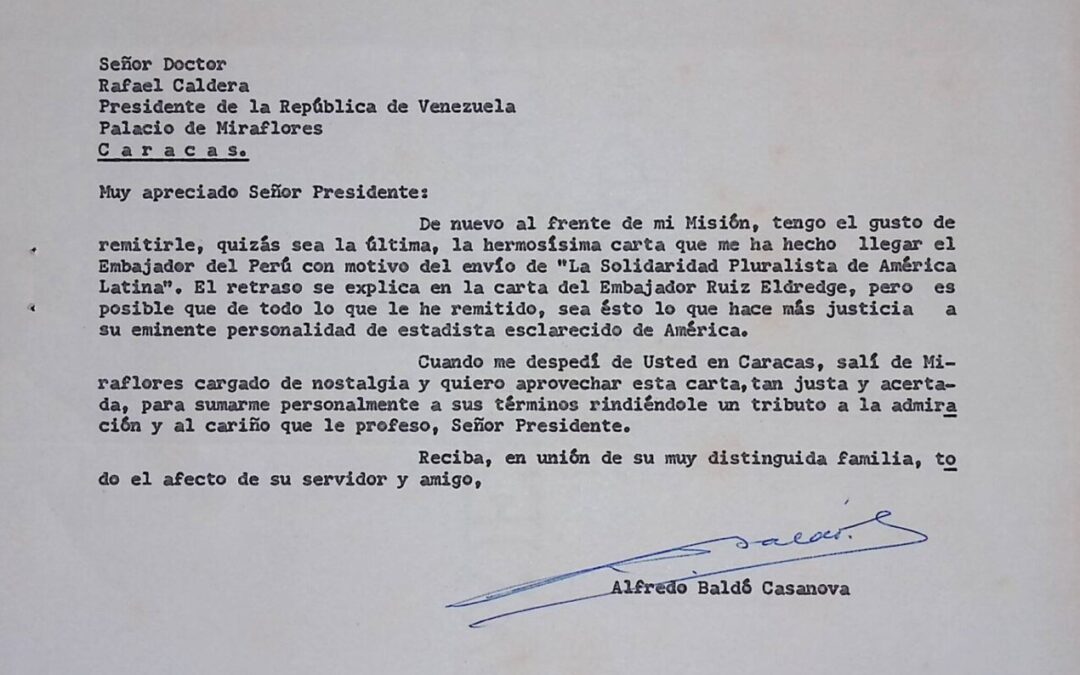 Señor Doctor
Rafael Caldera
Presidente de la República de Venezuela
Palacio de Miraflores
C a r a c a s.
Muy apreciado Señor Presidente:
De nuevo al frente de mi Misión, tengo el gusto de
remitirle, quizás sea la última, la hermosísima carta que me ha hecho llegar el
Embajador del Perú con motivo del envío de "La Solidaridad Pluralista de América
Latina". El retraso se explica en la carta del Embajador Ruiz Eldredge, pero es
posible que de todo lo que le he remitido, sea ésto lo que hace más justicia a
su eminente personalidad de estadista esclarecido de América.
Cuando me despedí de Usted en Caracas, salí de Mi-
raflores cargado de nostalgia y quiero aprovechar esta carta, tan justa y acerta-
da, para sumarme personalmente a sus términos rindiéndole un tributo a la admira
ción y al cariño que le profeso, Señor Presidente.
Reciba, en unión de su muy distinguida familia, to
do el afecto de su servidor y amigo,
Alfredo Baldó Casanova